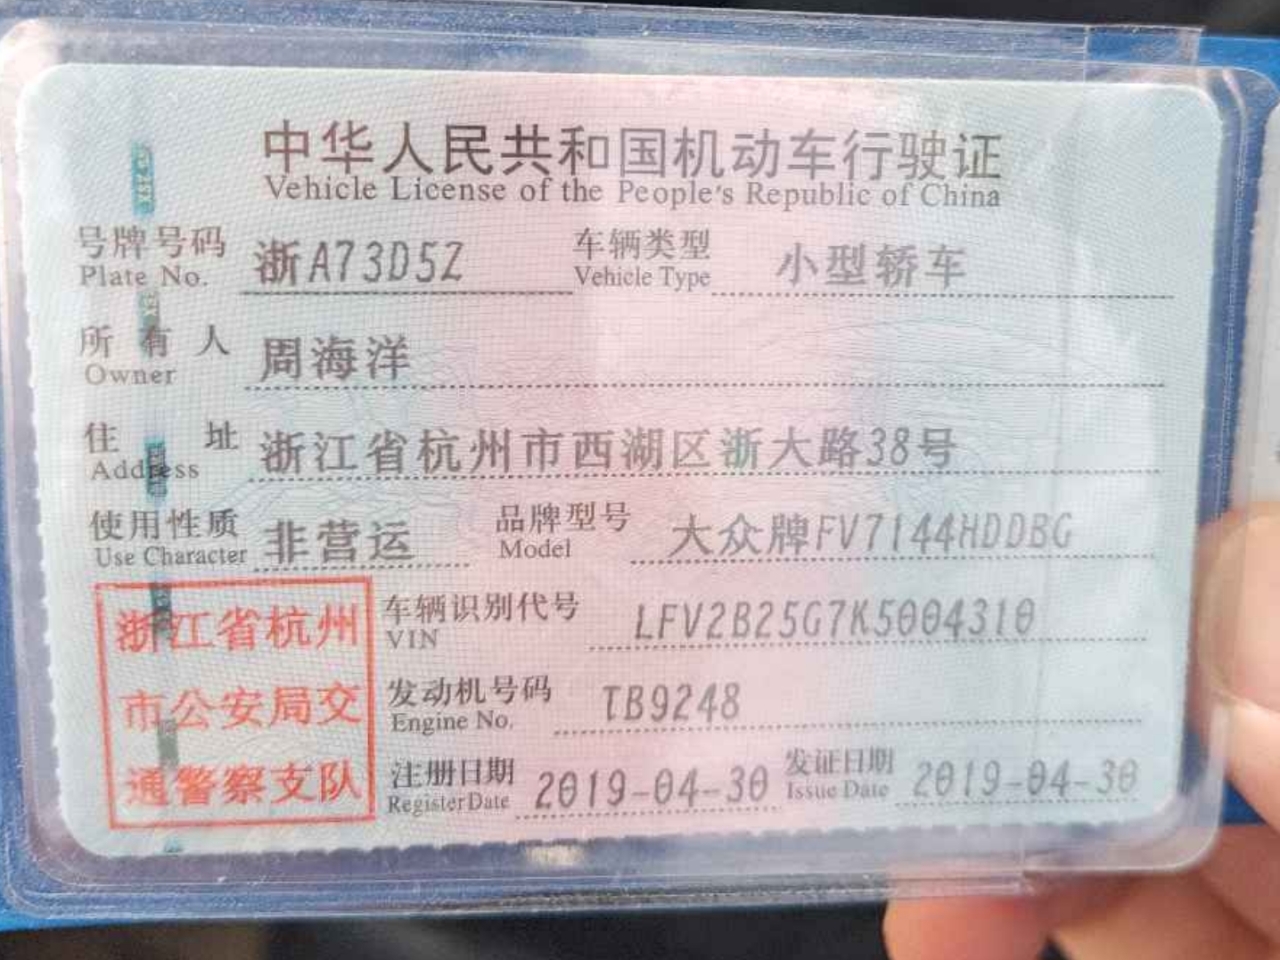 中华人民共和国机动车行驶证
Vehicle License of the People's Republic of China
号牌号码 浙A73D5Z 车辆类型 小型轿车
Plate No. Vehicle Type
所有人 周海洋
Owner
住址 浙江省杭州市西湖区浙大路38号
Address
使用性质 非营运 品牌型号 大众牌FV7144HDDBG
Use Character Model
浙江省杭州 车辆识别代号 LFV2B25G7K5004310
VIN
市公安局交 发动机号码 TB9248
Engine No.
通警察支队 注册日期 2019-04-30 发证日期 2019-04-30
Register Date Issue Date